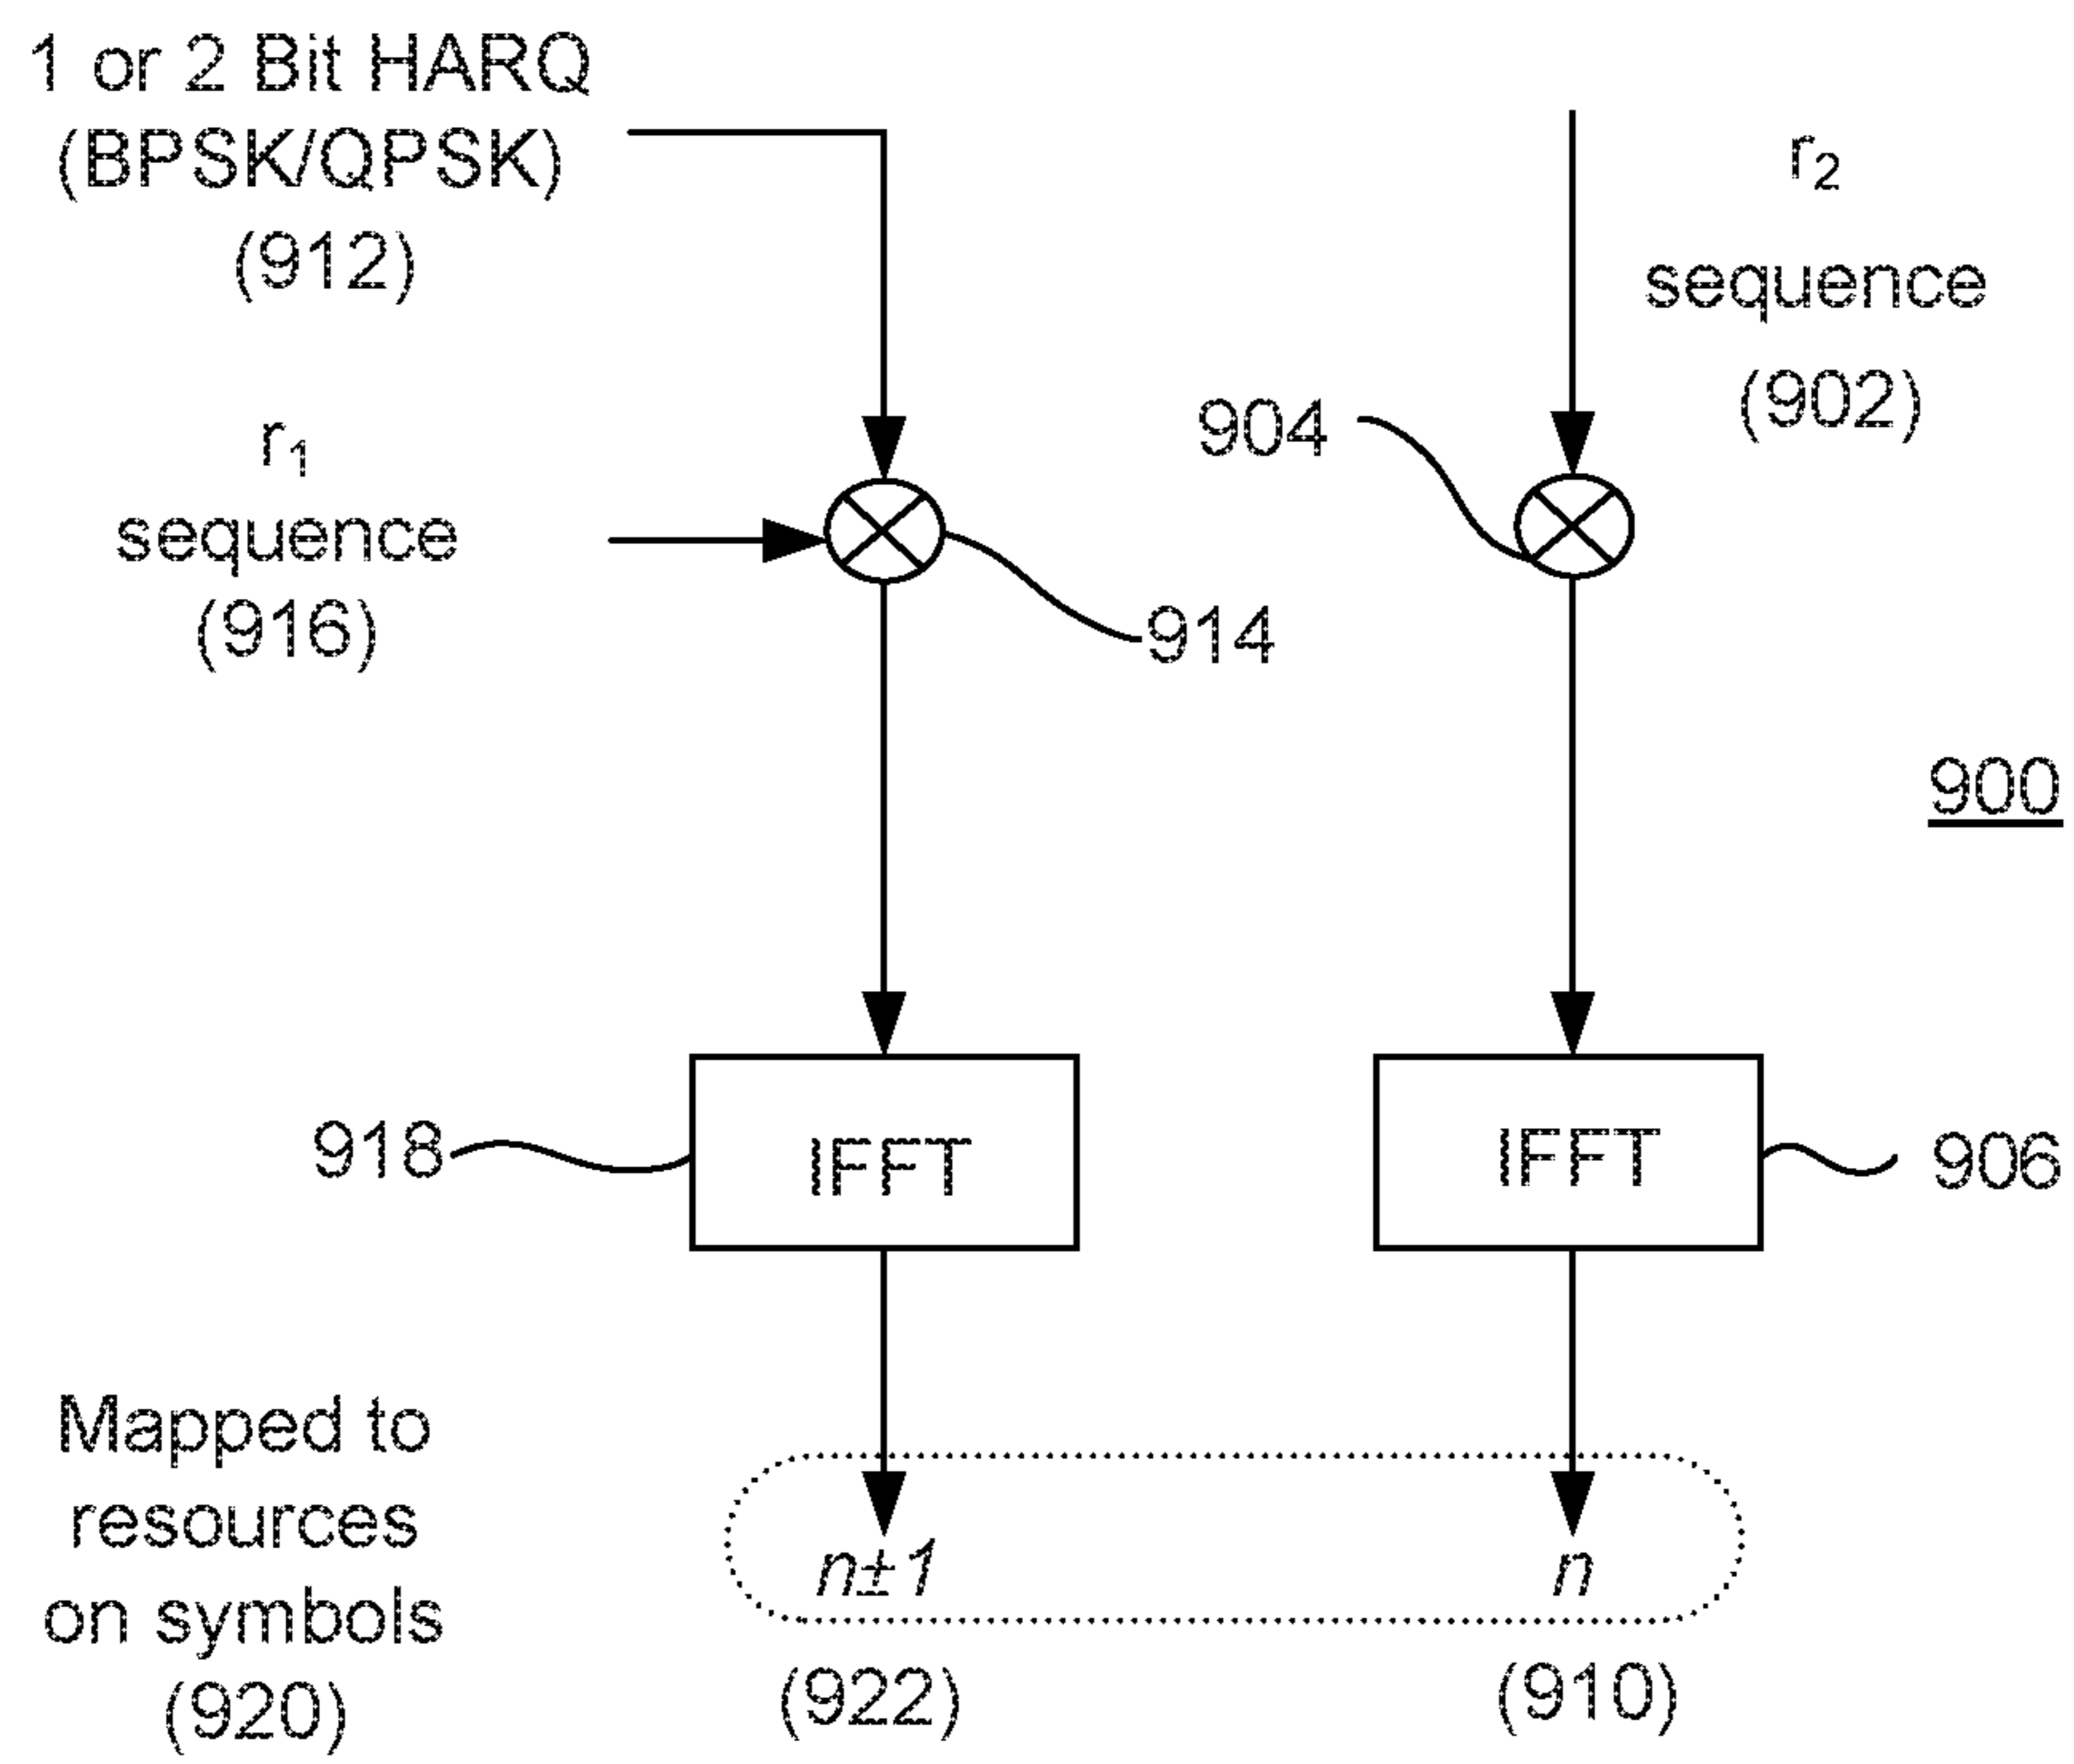 1 or 2 Bit HARQ
(BPSK/QPSK)
(912)
r₂
sequence
(902)
904
r₁
sequence
(916)
914
900
918
IFFT
IFFT
906
Mapped to
resources
on symbols
(920)
n±1
n
(922)
(910)